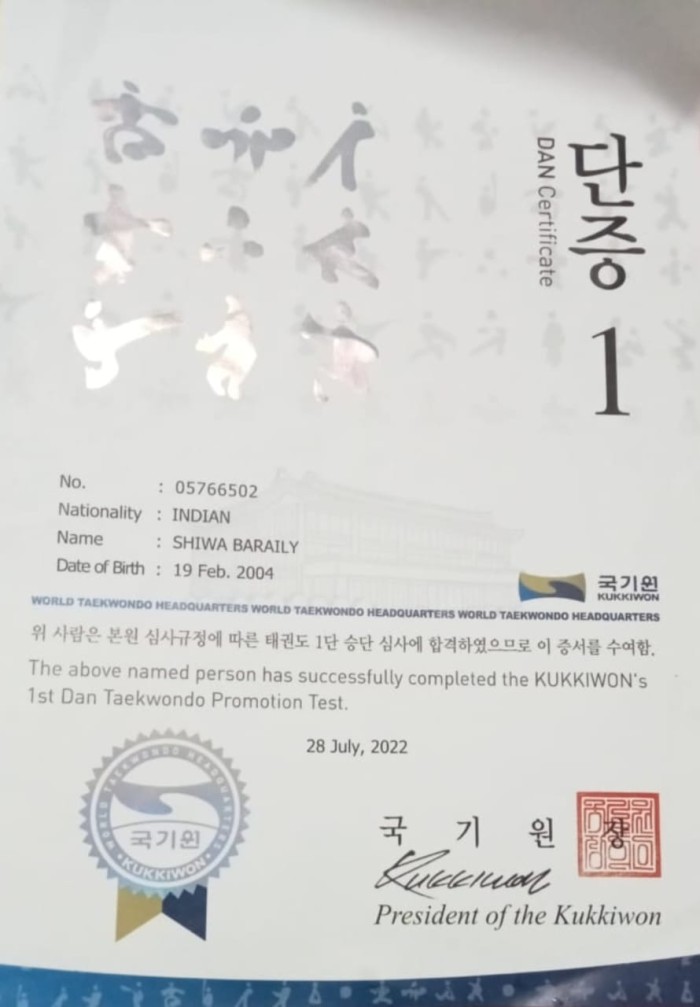 단증
DAN Certificate
1
No. : 05766502
Nationality : INDIAN
Name : SHIWA BARAILY
Date of Birth : 19 Feb. 2004
국기원
KUKKIWON
WORLD TAEKWONDO HEADQUARTERS WORLD TAEKWONDO HEADQUARTERS WORLD TAEKWONDO HEADQUARTERS
위 사람은 본원 심사규정에 따른 태권도 1단 승단 심사에 합격하였으므로 이 증서를 수여함.
The above named person has successfully completed the KUKKIWON's
1st Dan Taekwondo Promotion Test.
28 July, 2022
WORLD TAEKWONDO HEADQUARTERS
국기원
KUKKIWON
국 기 원 장
Kukkiwon
President of the Kukkiwon